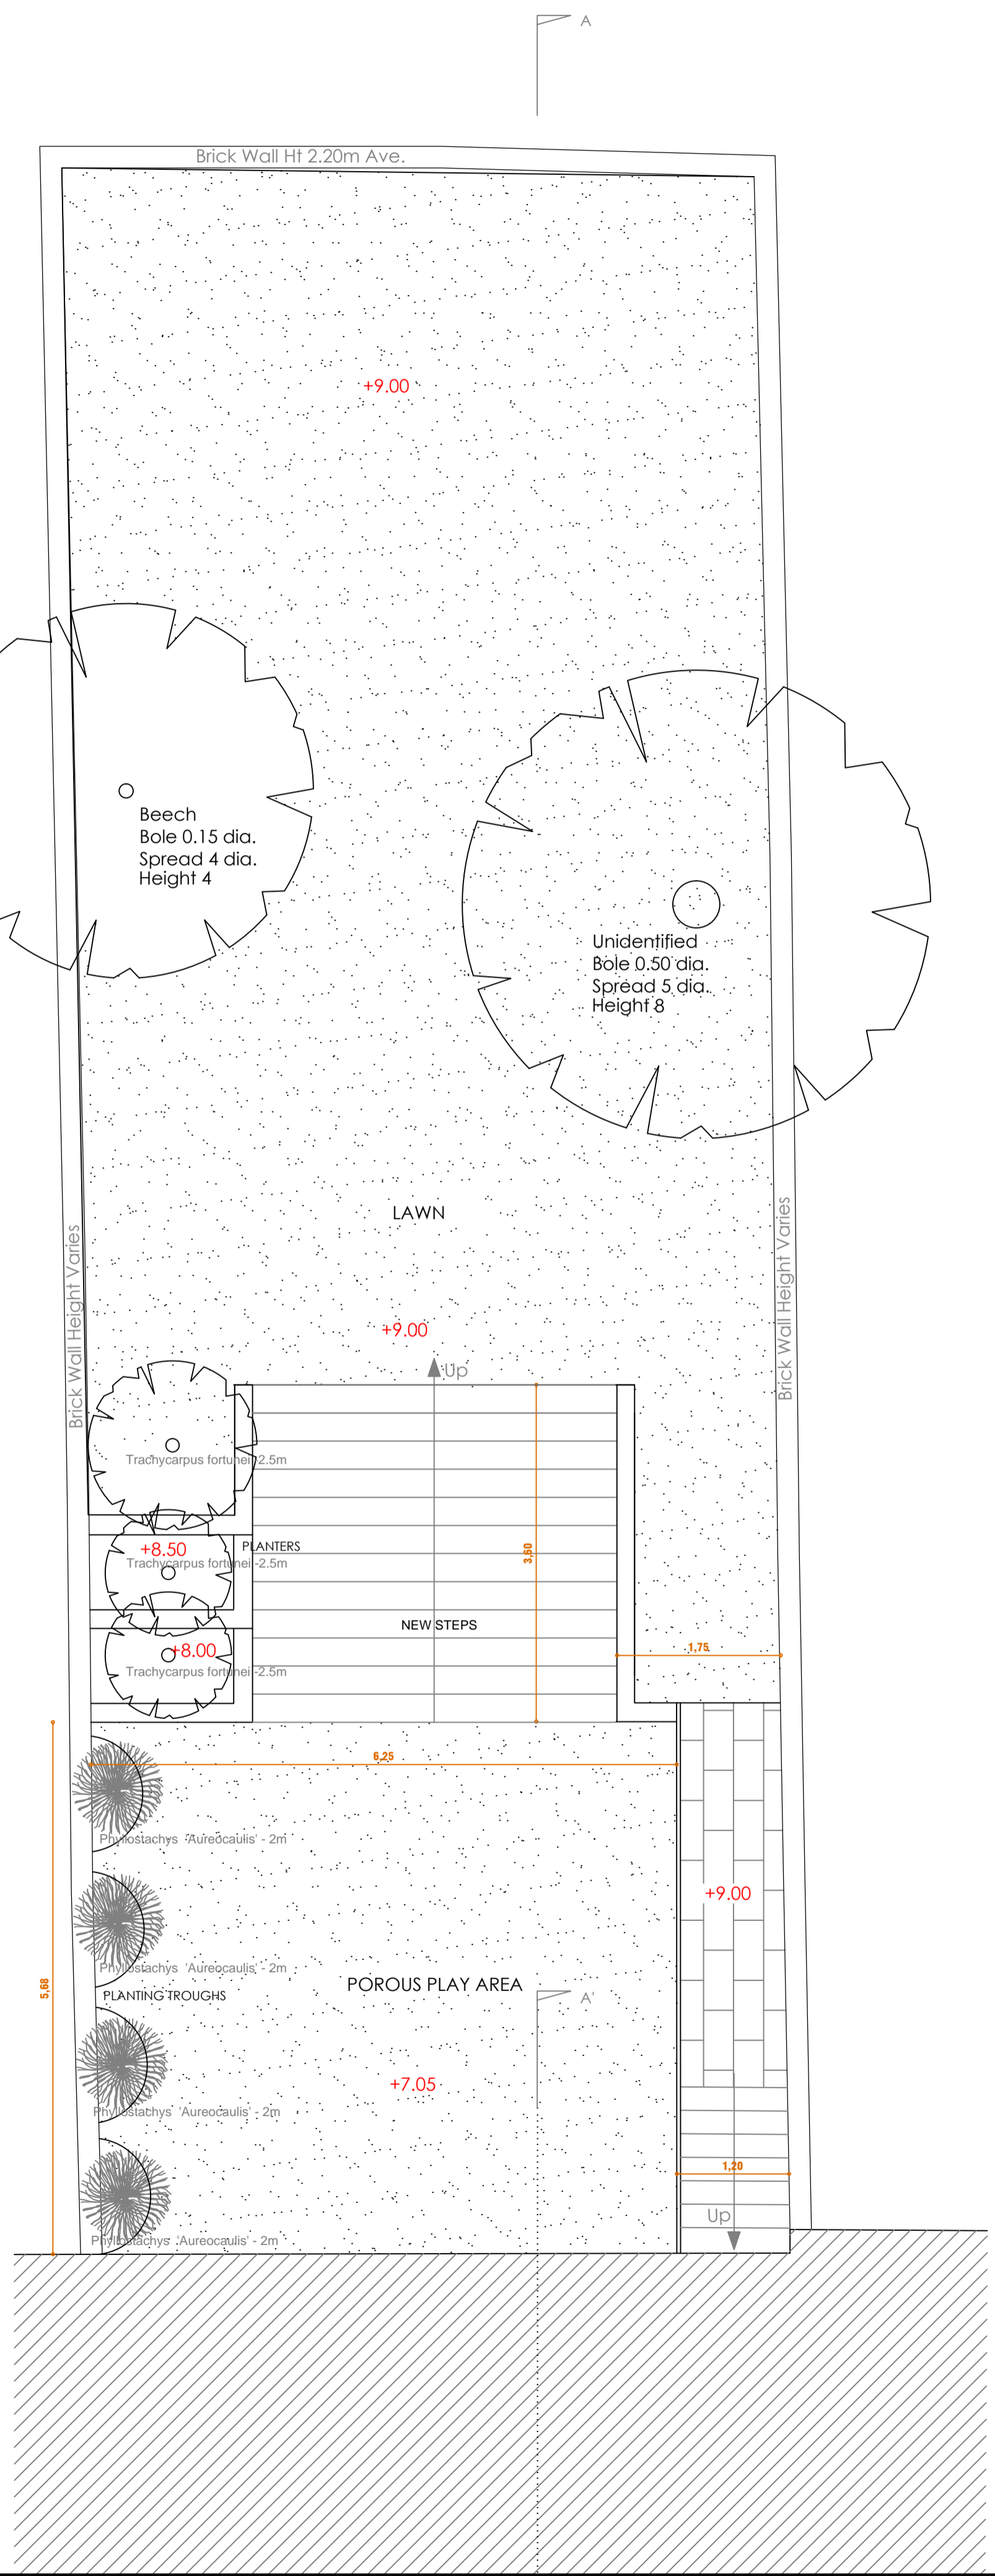 A
Brick Wall Ht 2.20m Ave.
+9.00
Beech
Bole 0.15 dia.
Spread 4 dia.
Height 4
Unidentified
Bole 0.50 dia.
Spread 5 dia.
Height 8
Brick Wall Height Varies
Brick Wall Height Varies
LAWN
+9.00
Up
Trachycarpus fortunei -2.5m
PLANTERS
+8.50
Trachycarpus fortunei -2.5m
3,60
NEW STEPS
+8.00
1,75
Trachycarpus fortunei -2.5m
6,25
Phyllostachys 'Aureocaulis' - 2m
+9.00
Phyllostachys 'Aureocaulis' - 2m
POROUS PLAY AREA
5,68
PLANTING TROUGHS
A'
+7.05
Phyllostachys 'Aureocaulis' - 2m
1,20
Up
Phyllostachys 'Aureocaulis' - 2m